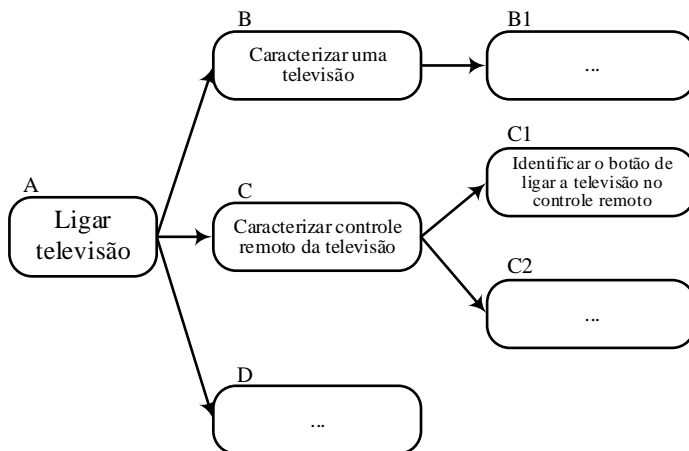 A
Ligar
televisão
B
Caracterizar uma
televisão
B1
...
C
Caracterizar controle
remoto da televisão
C1
Identificar o botão de
ligar a televisão no
controle remoto
C2
...
D
...